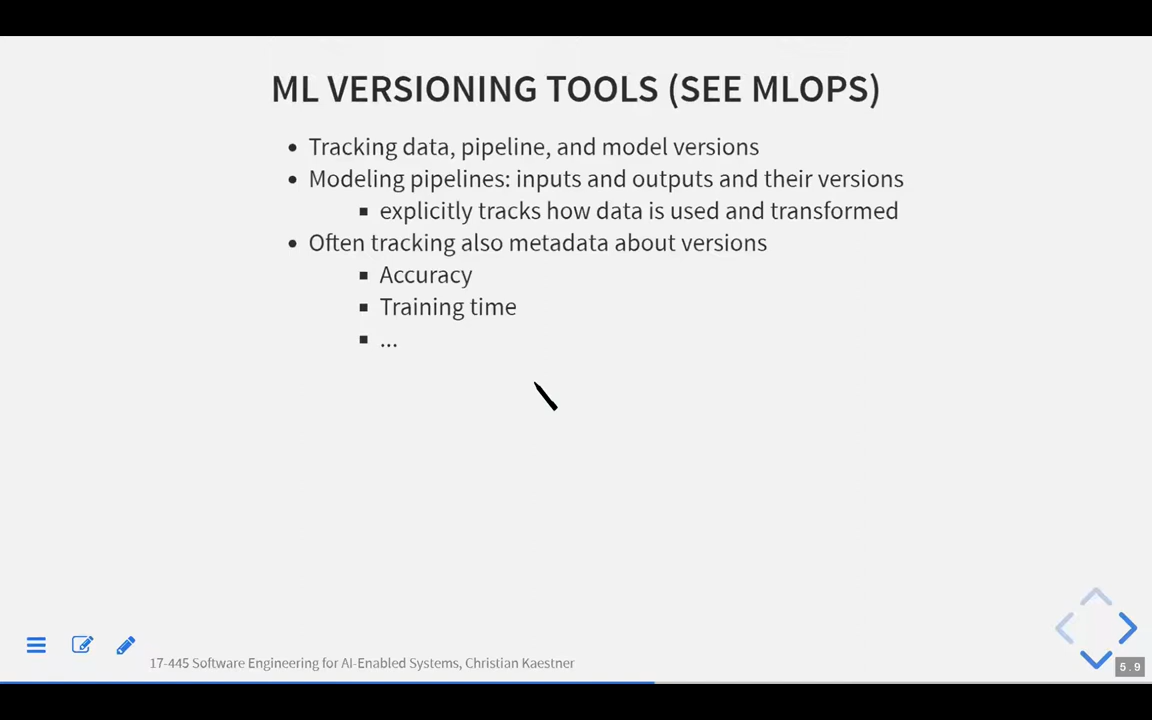 ML VERSIONING TOOLS (SEE MLOPS)
• Tracking data, pipeline, and model versions
• Modeling pipelines: inputs and outputs and their versions
▪ explicitly tracks how data is used and transformed
• Often tracking also metadata about versions
▪ Accuracy
▪ Training time
▪ ...
17-445 Software Engineering for AI-Enabled Systems, Christian Kaestner
5.9